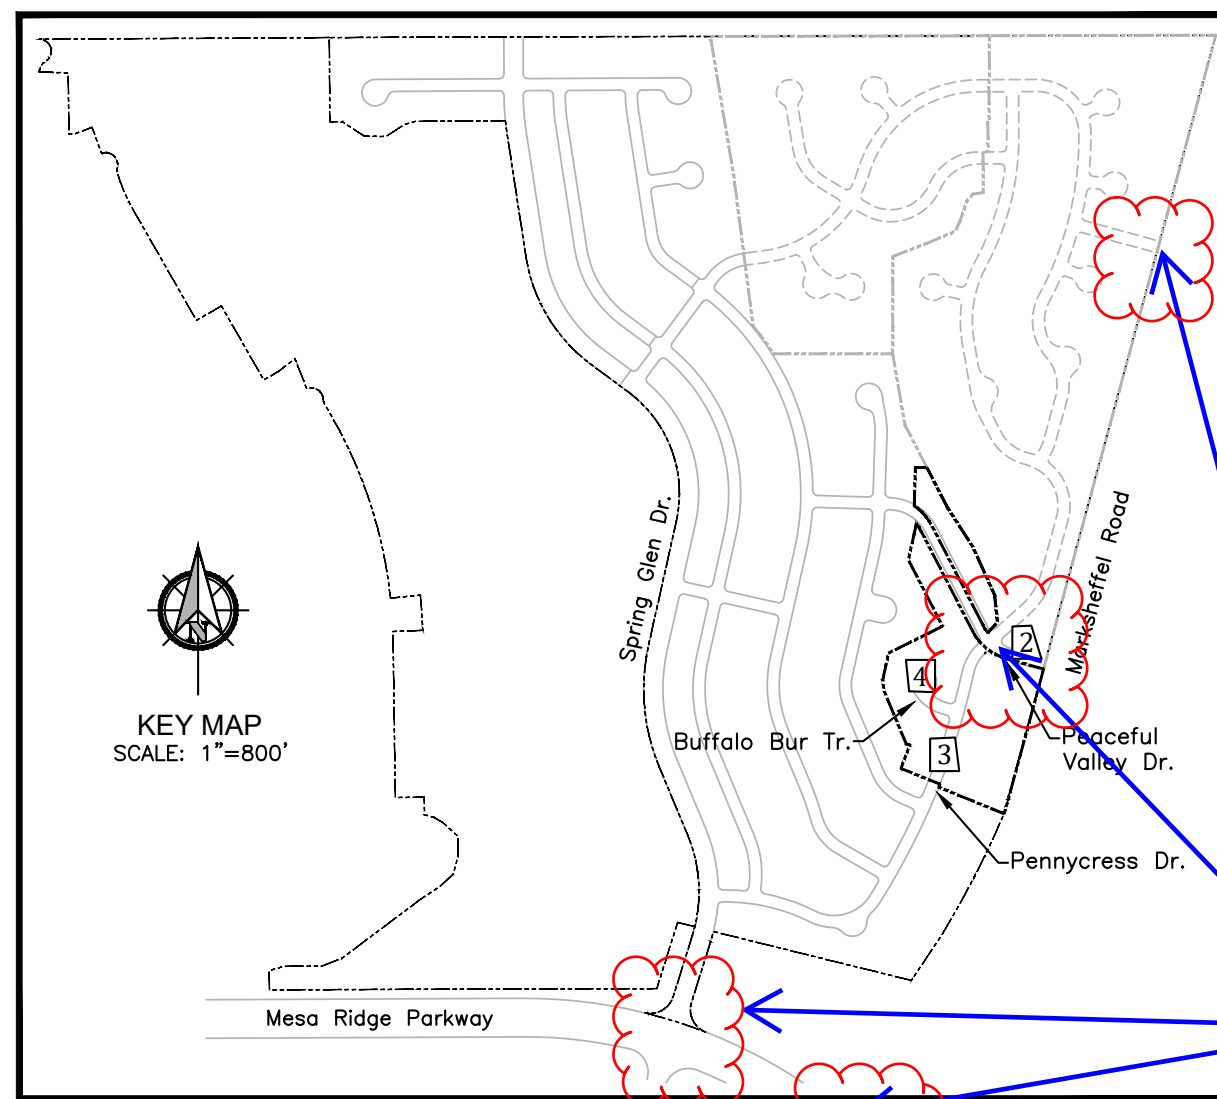 Spring Glen Dr.
Marksheffel Road
2
4
N
KEY MAP
SCALE: 1"=800'
Buffalo Bur Tr.
Peaceful
Valley Dr.
3
Pennycress Dr.
Mesa Ridge Parkway